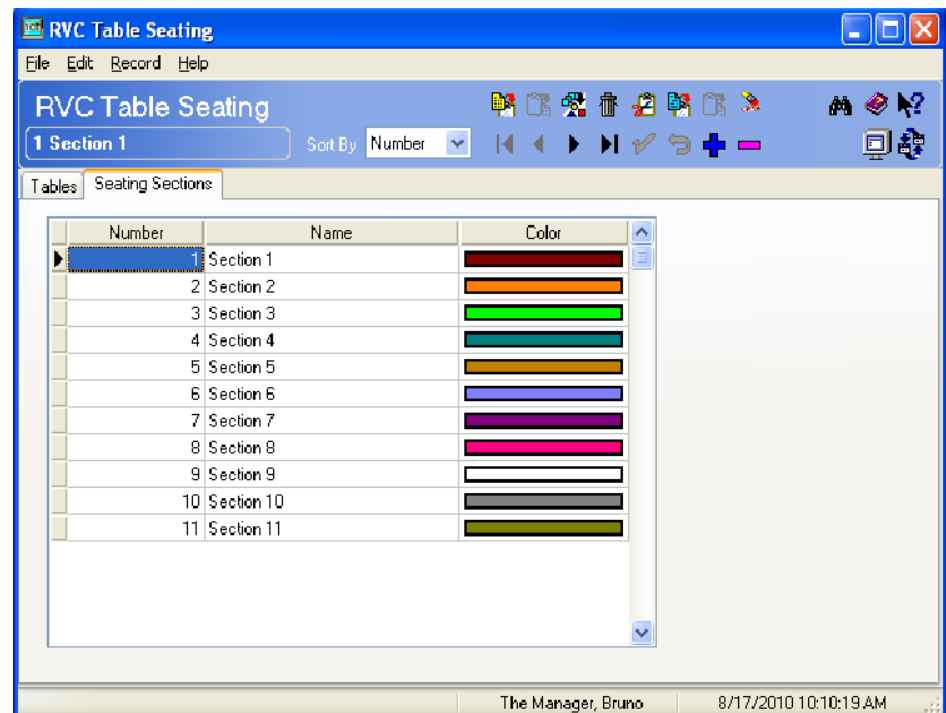 RVC Table Seating
File Edit Record Help
RVC Table Seating
1 Section 1 Sort By Number
Tables Seating Sections
Number Name Color
1 Section 1
2 Section 2
3 Section 3
4 Section 4
5 Section 5
6 Section 6
7 Section 7
8 Section 8
9 Section 9
10 Section 10
11 Section 11
The Manager, Bruno 8/17/2010 10:10:19 AM